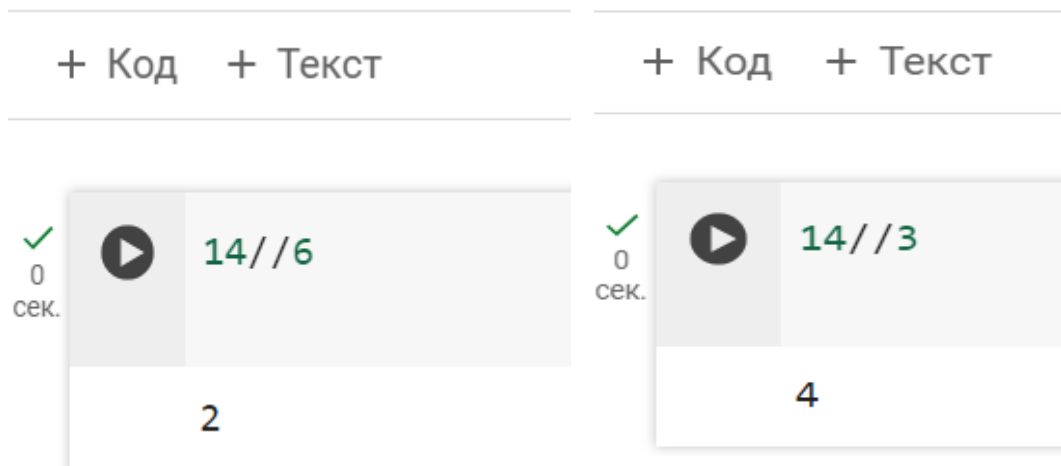 + Код + Текст
0
сек.
14//6
2
+ Код + Текст
0
сек.
14//3
4